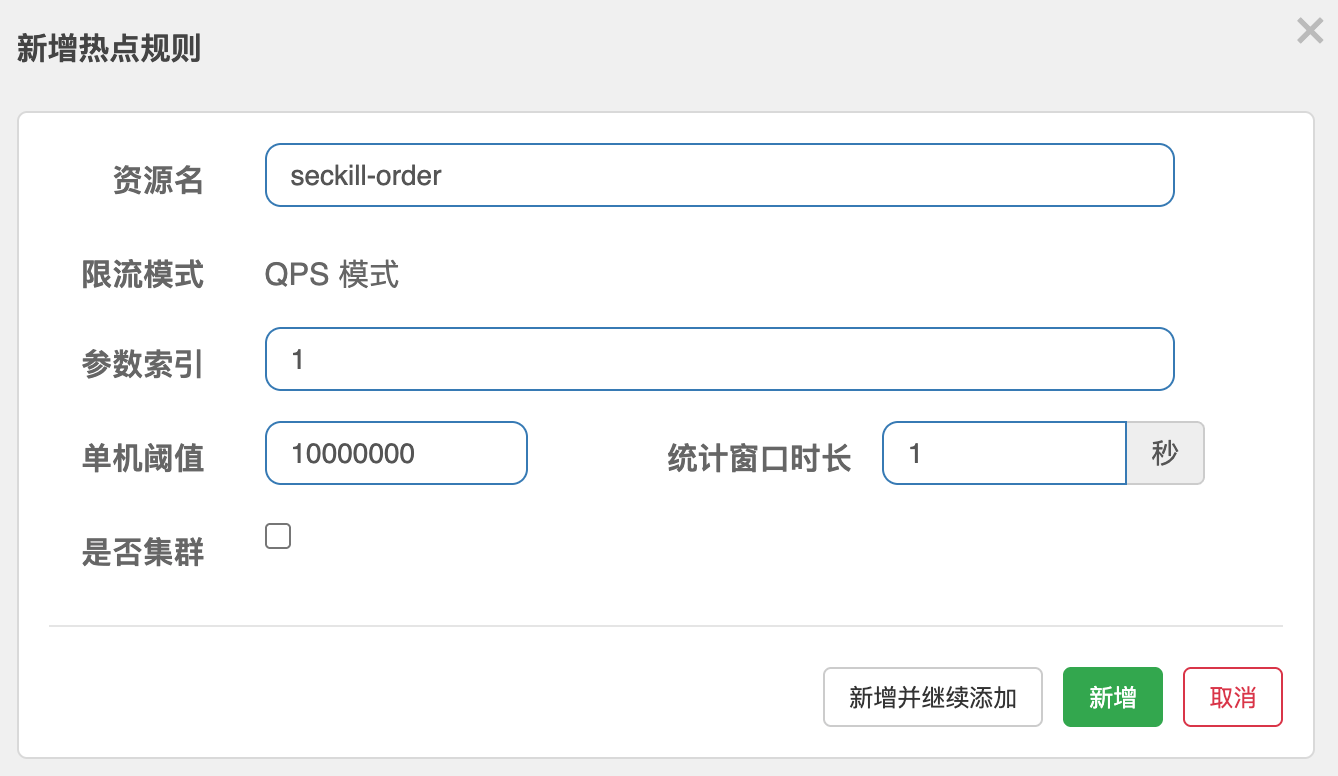 新增热点规则
资源名 seckill-order
限流模式 QPS 模式
参数索引 1
单机阈值 10000000 统计窗口时长 1 秒
是否集群
新增并继续添加 新增 取消